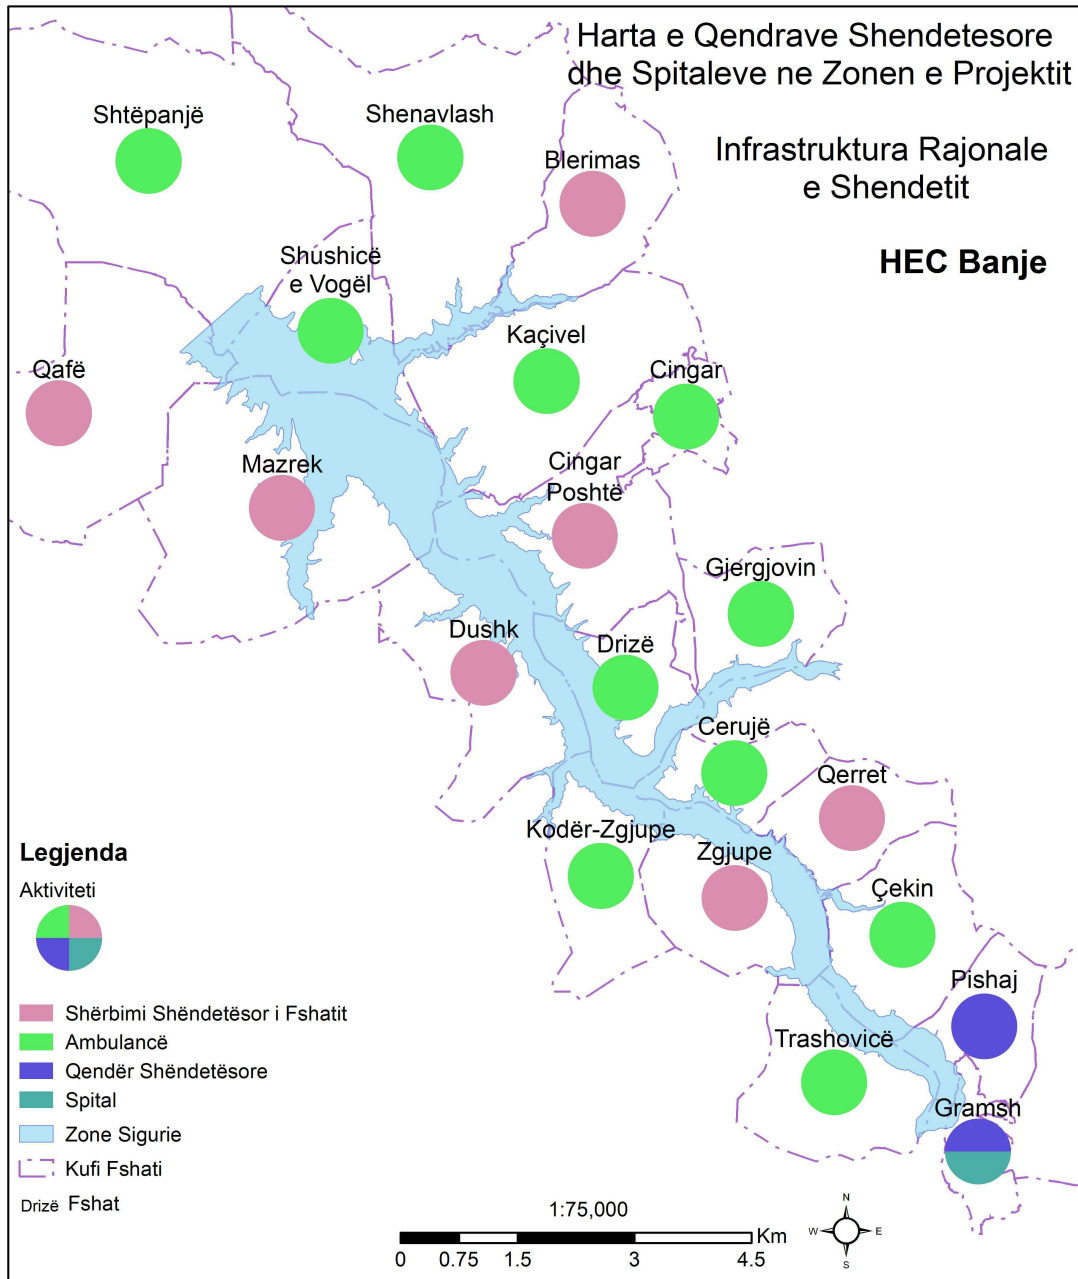 Harta e Qendrave Shendetesore
dhe Spitaleve ne Zonen e Projektit
Infrastruktura Rajonale
e Shendetit
HEC Banje
Shtëpanjë
Shenavlash
Blerimas
Shushicë
e Vogël
Kaçivel
Cingar
Qafë
Mazrek
Cingar
Poshtë
Gjergjovin
Dushk
Drizë
Cerujë
Qerret
Kodër-Zgjupe
Zgjupe
Çekin
Pishaj
Trashovicë
Gramsh
Legjenda
Aktiviteti
Shërbimi Shëndetësor i Fshatit
Ambulancë
Qendër Shëndetësore
Spital
Zone Sigurie
Kufi Fshati
Drizë Fshat
1:75,000
Km
0 0.75 1.5 3 4.5
N
W E
S